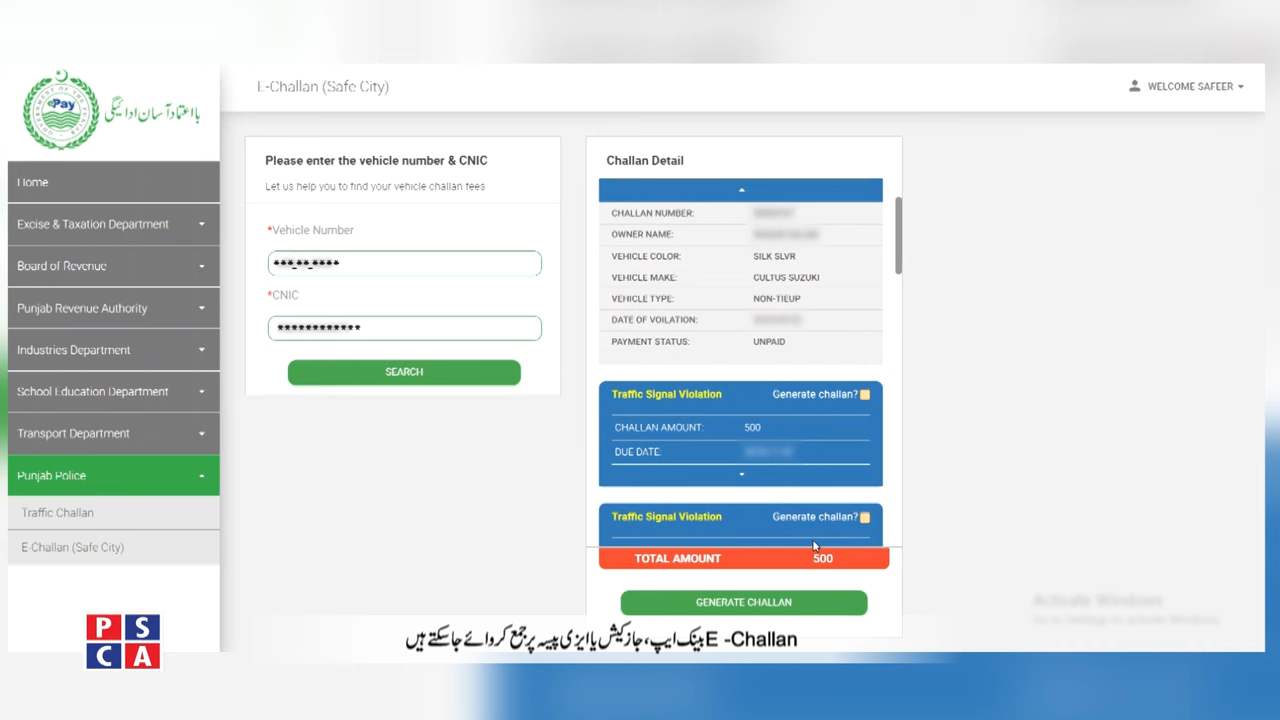 ePay
بااعتماد آسان ادائیگی
E-Challan (Safe City)
WELCOME SAFEER
Home
Excise & Taxation Department
Board of Revenue
Punjab Revenue Authority
Industries Department
School Education Department
Transport Department
Punjab Police
Traffic Challan
E-Challan (Safe City)
Please enter the vehicle number & CNIC
Let us help you to find your vehicle challan fees
*Vehicle Number
***_**_****
*CNIC
************
SEARCH
Challan Detail
CHALLAN NUMBER:
OWNER NAME:
VEHICLE COLOR: SILK SLVR
VEHICLE MAKE: CULTUS SUZUKI
VEHICLE TYPE: NON-TIEUP
DATE OF VOILATION:
PAYMENT STATUS: UNPAID
Traffic Signal Violation Generate challan?
CHALLAN AMOUNT: 500
DUE DATE:
Traffic Signal Violation Generate challan?
TOTAL AMOUNT 500
GENERATE CHALLAN
Activate Windows
PSCA
E -Challan بینک ایپ، جاز کیش یا ایزی پیسہ پر جمع کروائے جاسکتے ہیں